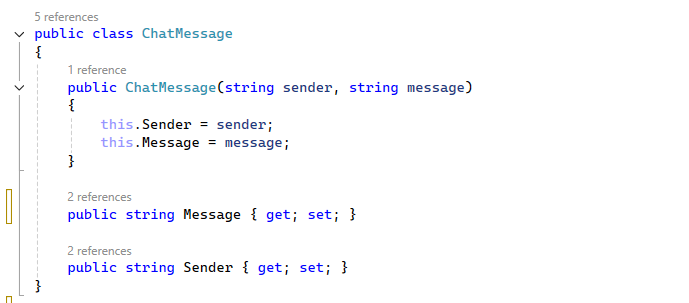 5 references
public class ChatMessage
{
1 reference
public ChatMessage(string sender, string message)
{
this.Sender = sender;
this.Message = message;
}
2 references
public string Message { get; set; }
2 references
public string Sender { get; set; }
}